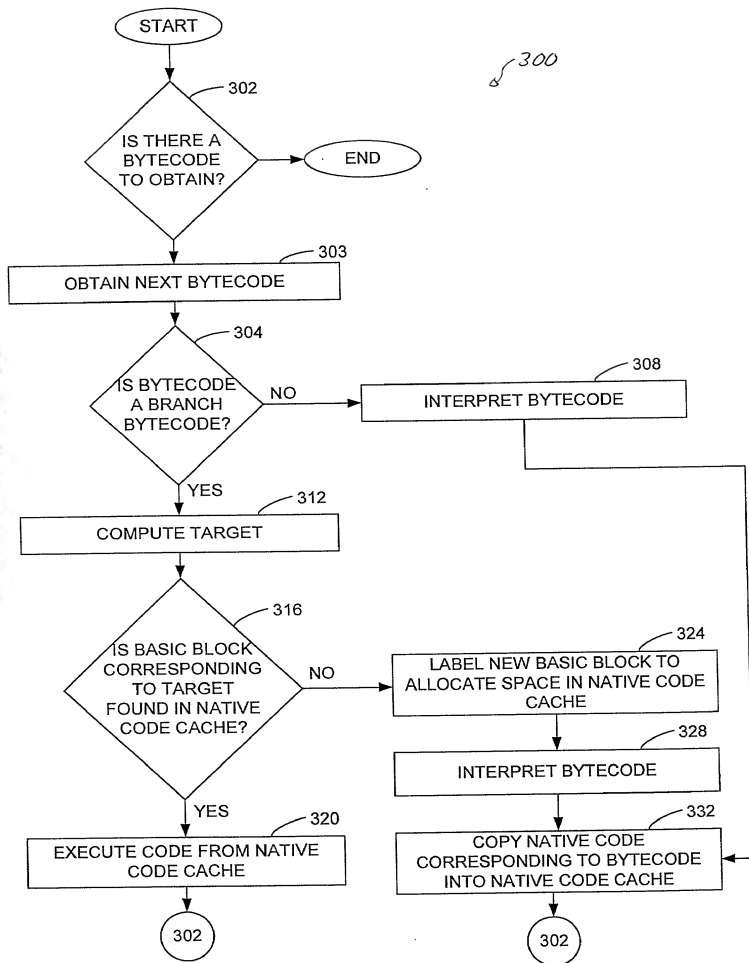 START
300
302
IS THERE A
BYTECODE
TO OBTAIN?
END
303
OBTAIN NEXT BYTECODE
304
IS BYTECODE
A BRANCH
BYTECODE?
NO
308
INTERPRET BYTECODE
YES
312
COMPUTE TARGET
316
IS BASIC BLOCK
CORRESPONDING
TO TARGET
FOUND IN NATIVE
CODE CACHE?
NO
324
LABEL NEW BASIC BLOCK TO
ALLOCATE SPACE IN NATIVE CODE
CACHE
328
INTERPRET BYTECODE
YES
320
EXECUTE CODE FROM NATIVE
CODE CACHE
332
COPY NATIVE CODE
CORRESPONDING TO BYTECODE
INTO NATIVE CODE CACHE
302
302